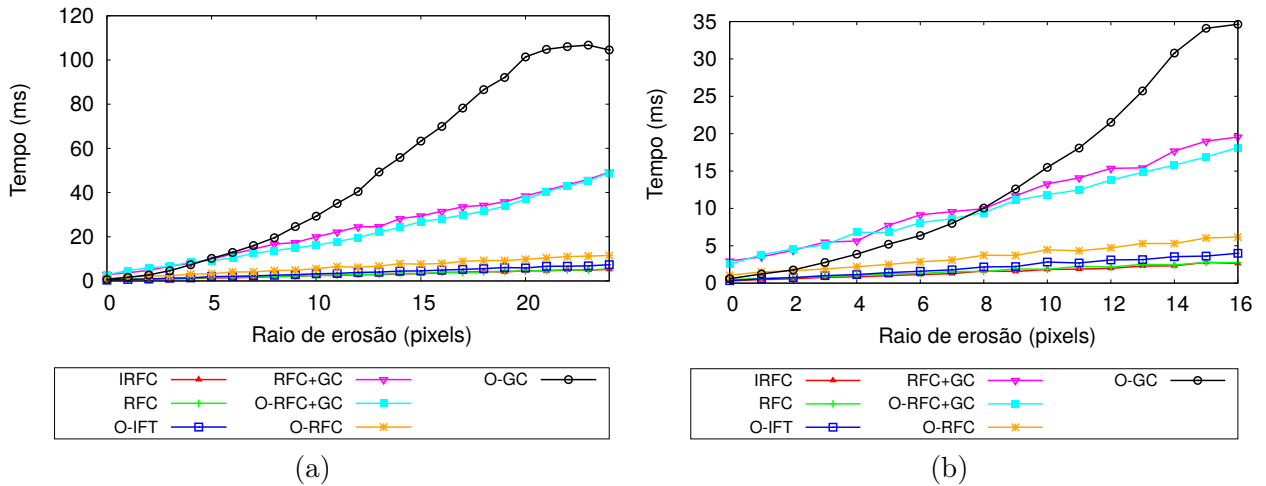 120
100
80
60
40
20
0
Tempo (ms)
0 5 10 15 20
Raio de erosão (pixels)
IRFC RFC+GC O-GC
RFC O-RFC+GC
O-IFT O-RFC
(a)
35
30
25
20
15
10
5
0
Tempo (ms)
0 2 4 6 8 10 12 14 16
Raio de erosão (pixels)
IRFC RFC+GC O-GC
RFC O-RFC+GC
O-IFT O-RFC
(b)